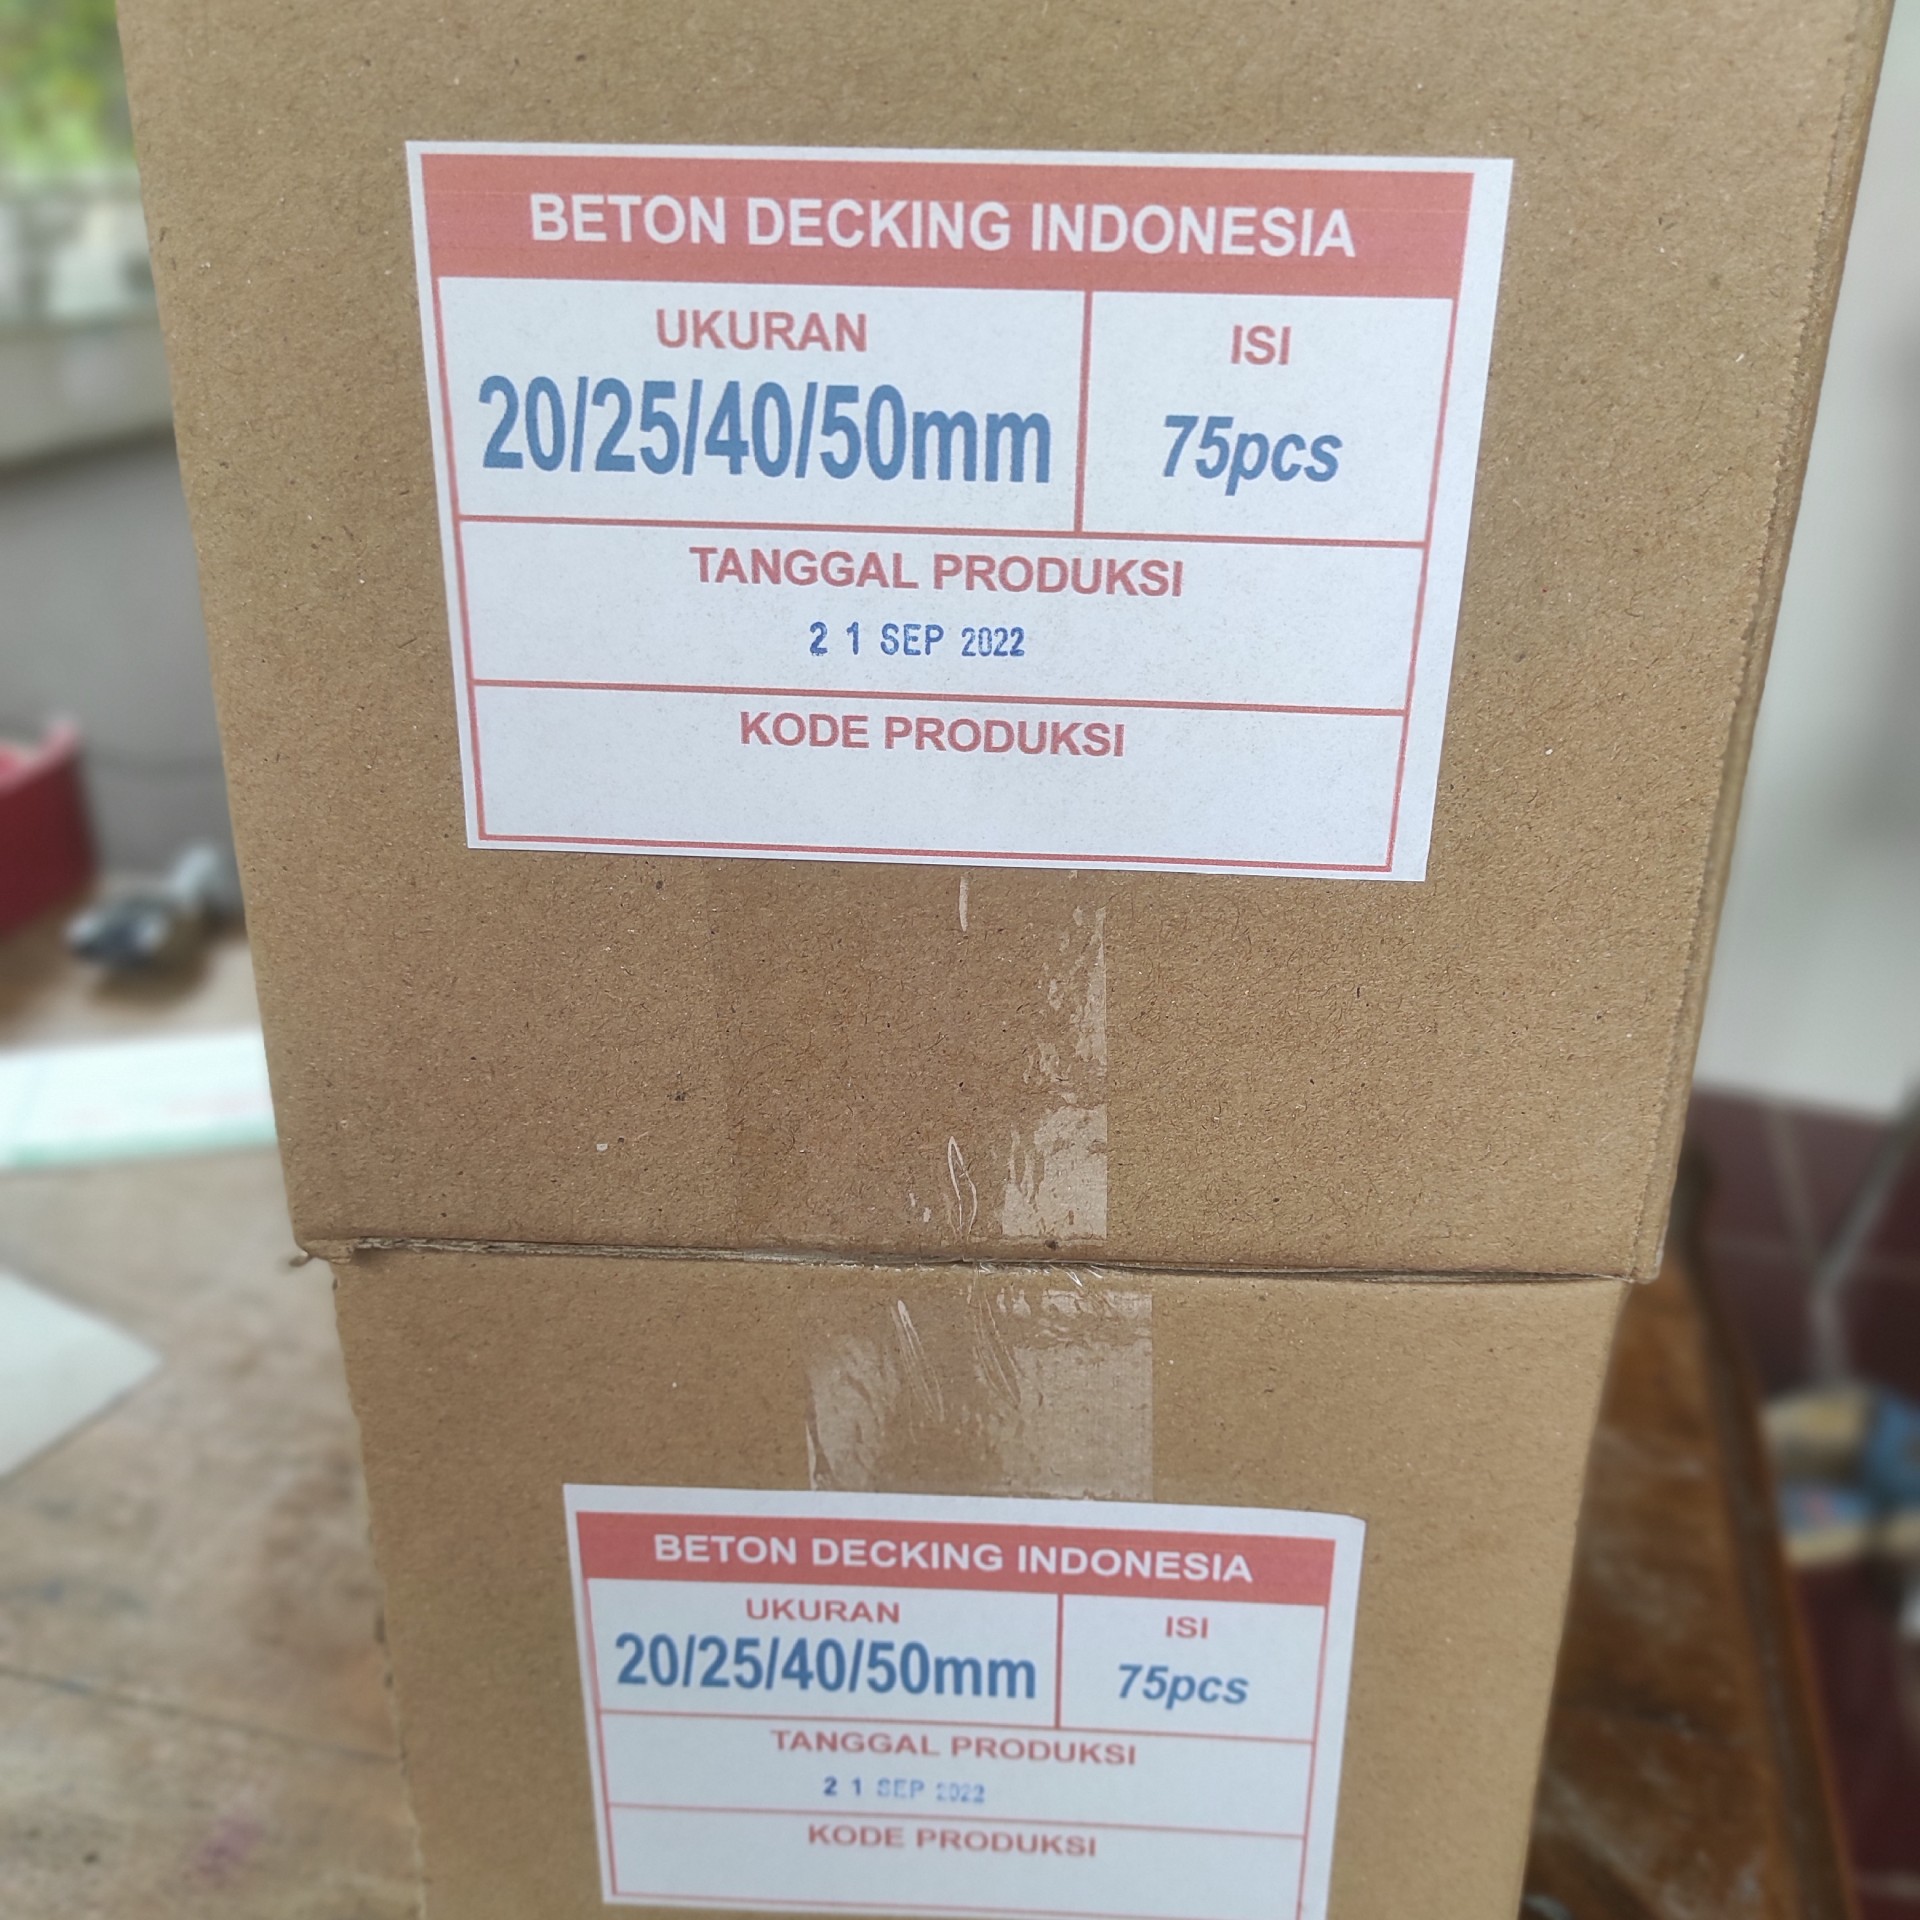 BETON DECKING INDONESIA
UKURAN
ISI
20/25/40/50mm
75pcs
TANGGAL PRODUKSI
21 SEP 2022
KODE PRODUKSI
BETON DECKING INDONESIA
UKURAN
ISI
20/25/40/50mm
75pcs
TANGGAL PRODUKSI
21 SEP 2022
KODE PRODUKSI